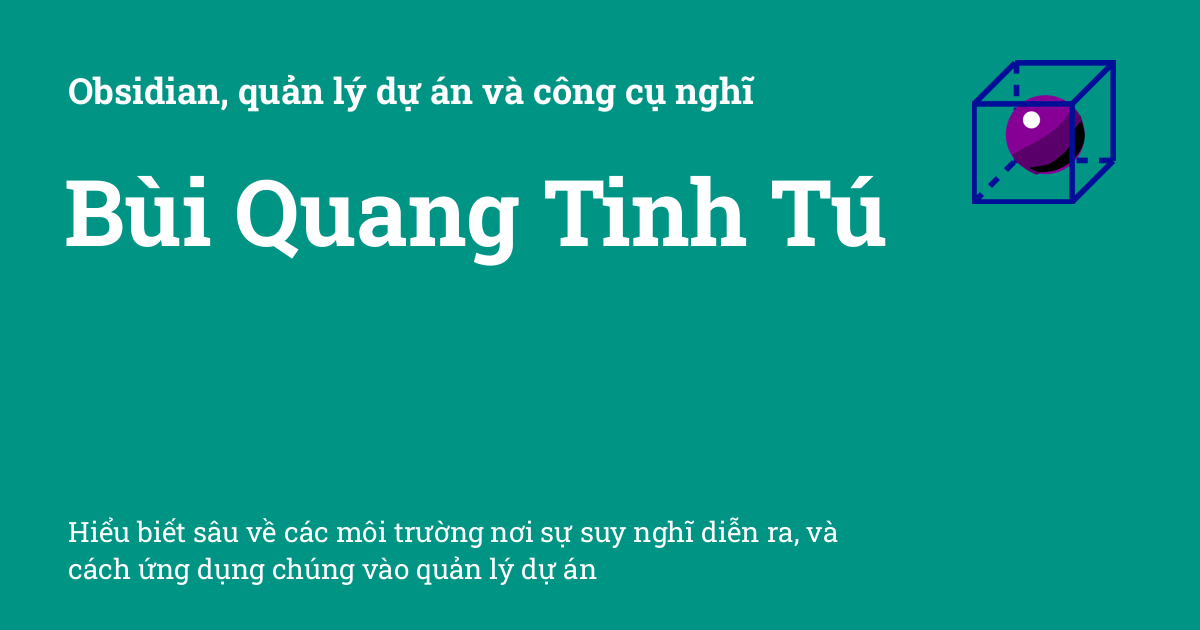 Obsidian, quản lý dự án và công cụ nghĩ
Bùi Quang Tinh Tú
Hiểu biết sâu về các môi trường nơi sự suy nghĩ diễn ra, và
cách ứng dụng chúng vào quản lý dự án